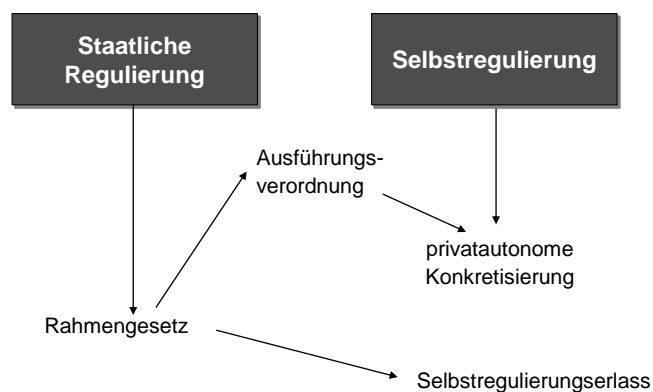 Staatliche
Regulierung
Selbstregulierung
Ausführungs-
verordnung
privatautonome
Konkretisierung
Rahmengesetz
Selbstregulierungserlass